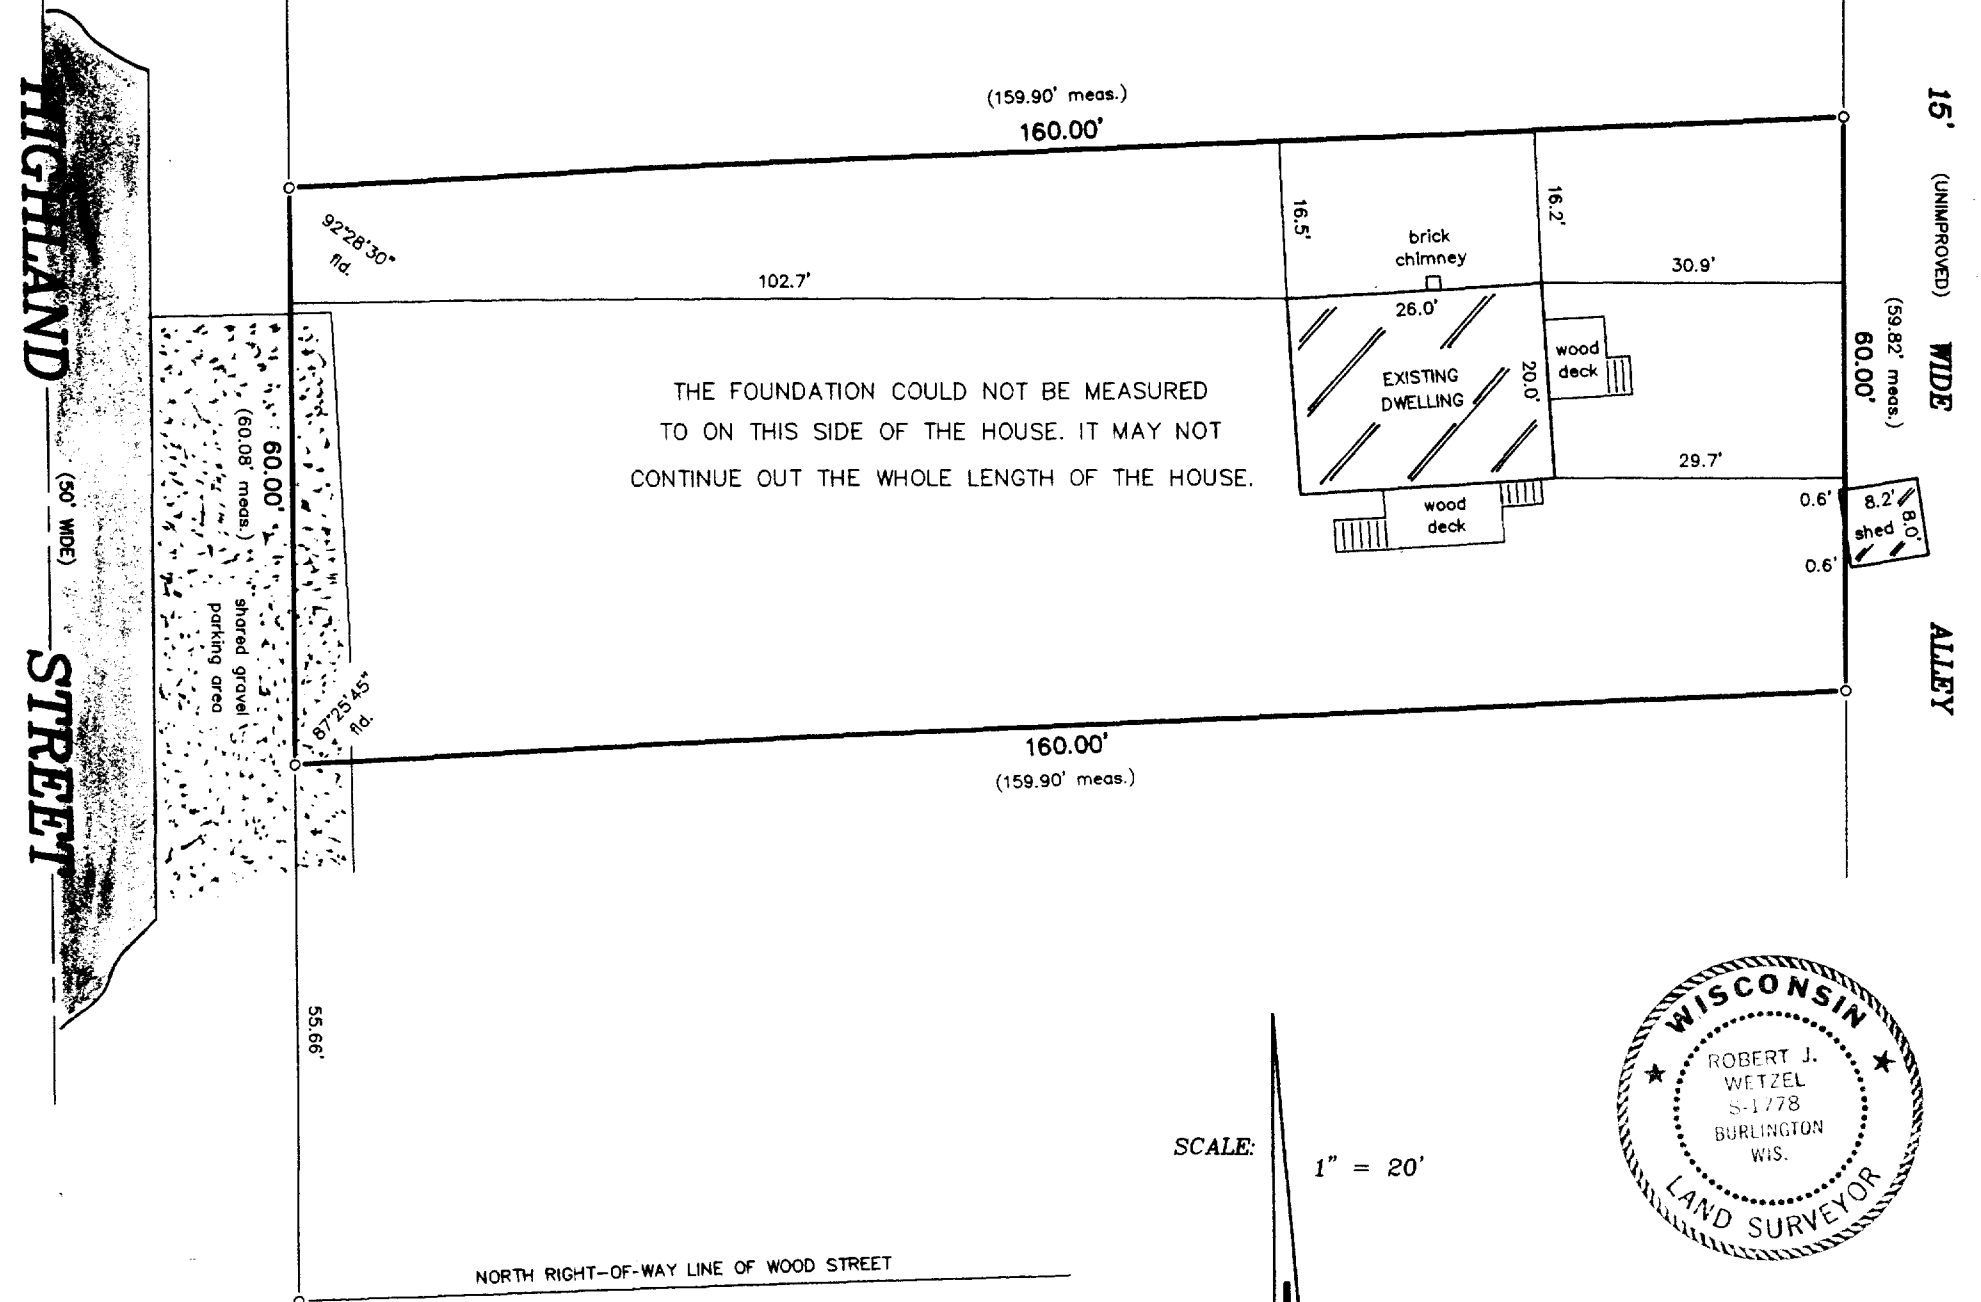 (159.90' meas.)
160.00'
HIGHLAND
(50' WIDE)
STREET
92°28'30"
fld.
102.7'
16.5'
16.2'
brick
chimney
30.9'
26.0'
20.0'
EXISTING
DWELLING
wood
deck
29.7'
wood
deck
THE FOUNDATION COULD NOT BE MEASURED
TO ON THIS SIDE OF THE HOUSE. IT MAY NOT
CONTINUE OUT THE WHOLE LENGTH OF THE HOUSE.
60.00'
(60.08' meas.)
shared gravel
parking area
87°25'45"
fld.
160.00'
(159.90' meas.)
0.6'
0.6'
8.2'
8.0'
shed
(59.82' meas.)
60.00'
15'
(UNIMPROVED)
WIDE
ALLEY
55.66'
NORTH RIGHT-OF-WAY LINE OF WOOD STREET
SCALE:
1" = 20'
WISCONSIN
ROBERT J.
WETZEL
S-1778
BURLINGTON
WIS.
LAND SURVEYOR